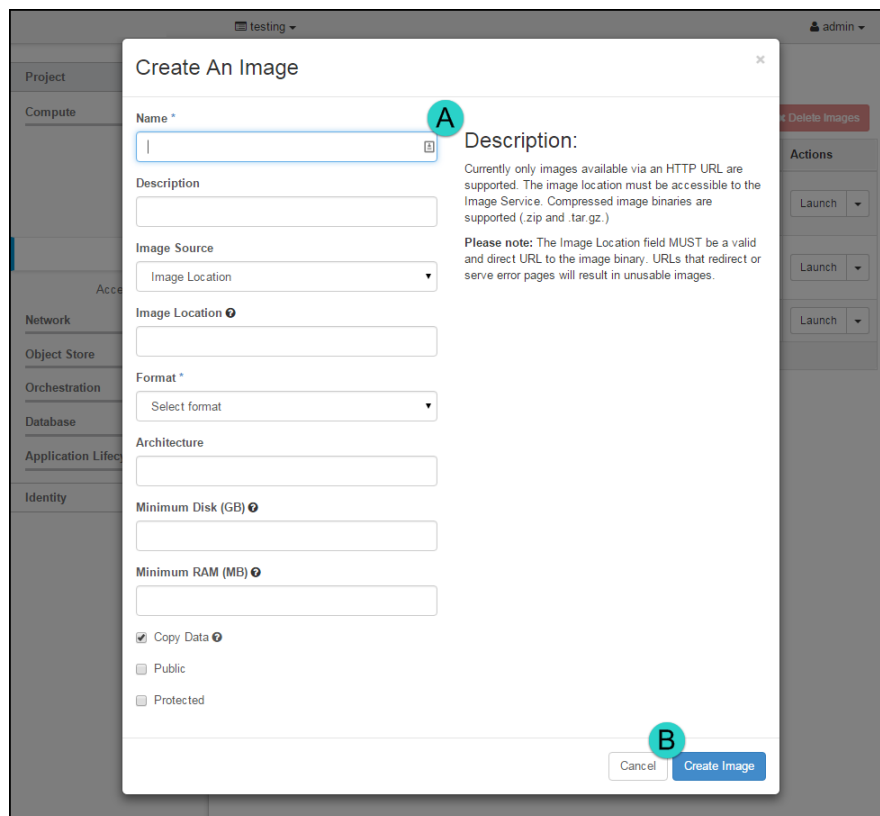 testing
admin
Project
Compute
Acce
Network
Object Store
Orchestration
Database
Application Lifecy
Identity
Create An Image
×
Name *
A
Description
Image Source
Image Location
Image Location
Format *
Select format
Architecture
Minimum Disk (GB)
Minimum RAM (MB)
Copy Data
Public
Protected
Description:
Currently only images available via an HTTP URL are
supported. The image location must be accessible to the
Image Service. Compressed image binaries are
supported (.zip and .tar.gz.)
Please note: The Image Location field MUST be a valid
and direct URL to the image binary. URLs that redirect or
serve error pages will result in unusable images.
B
Cancel
Create Image
Delete Images
Actions
Launch
Launch
Launch